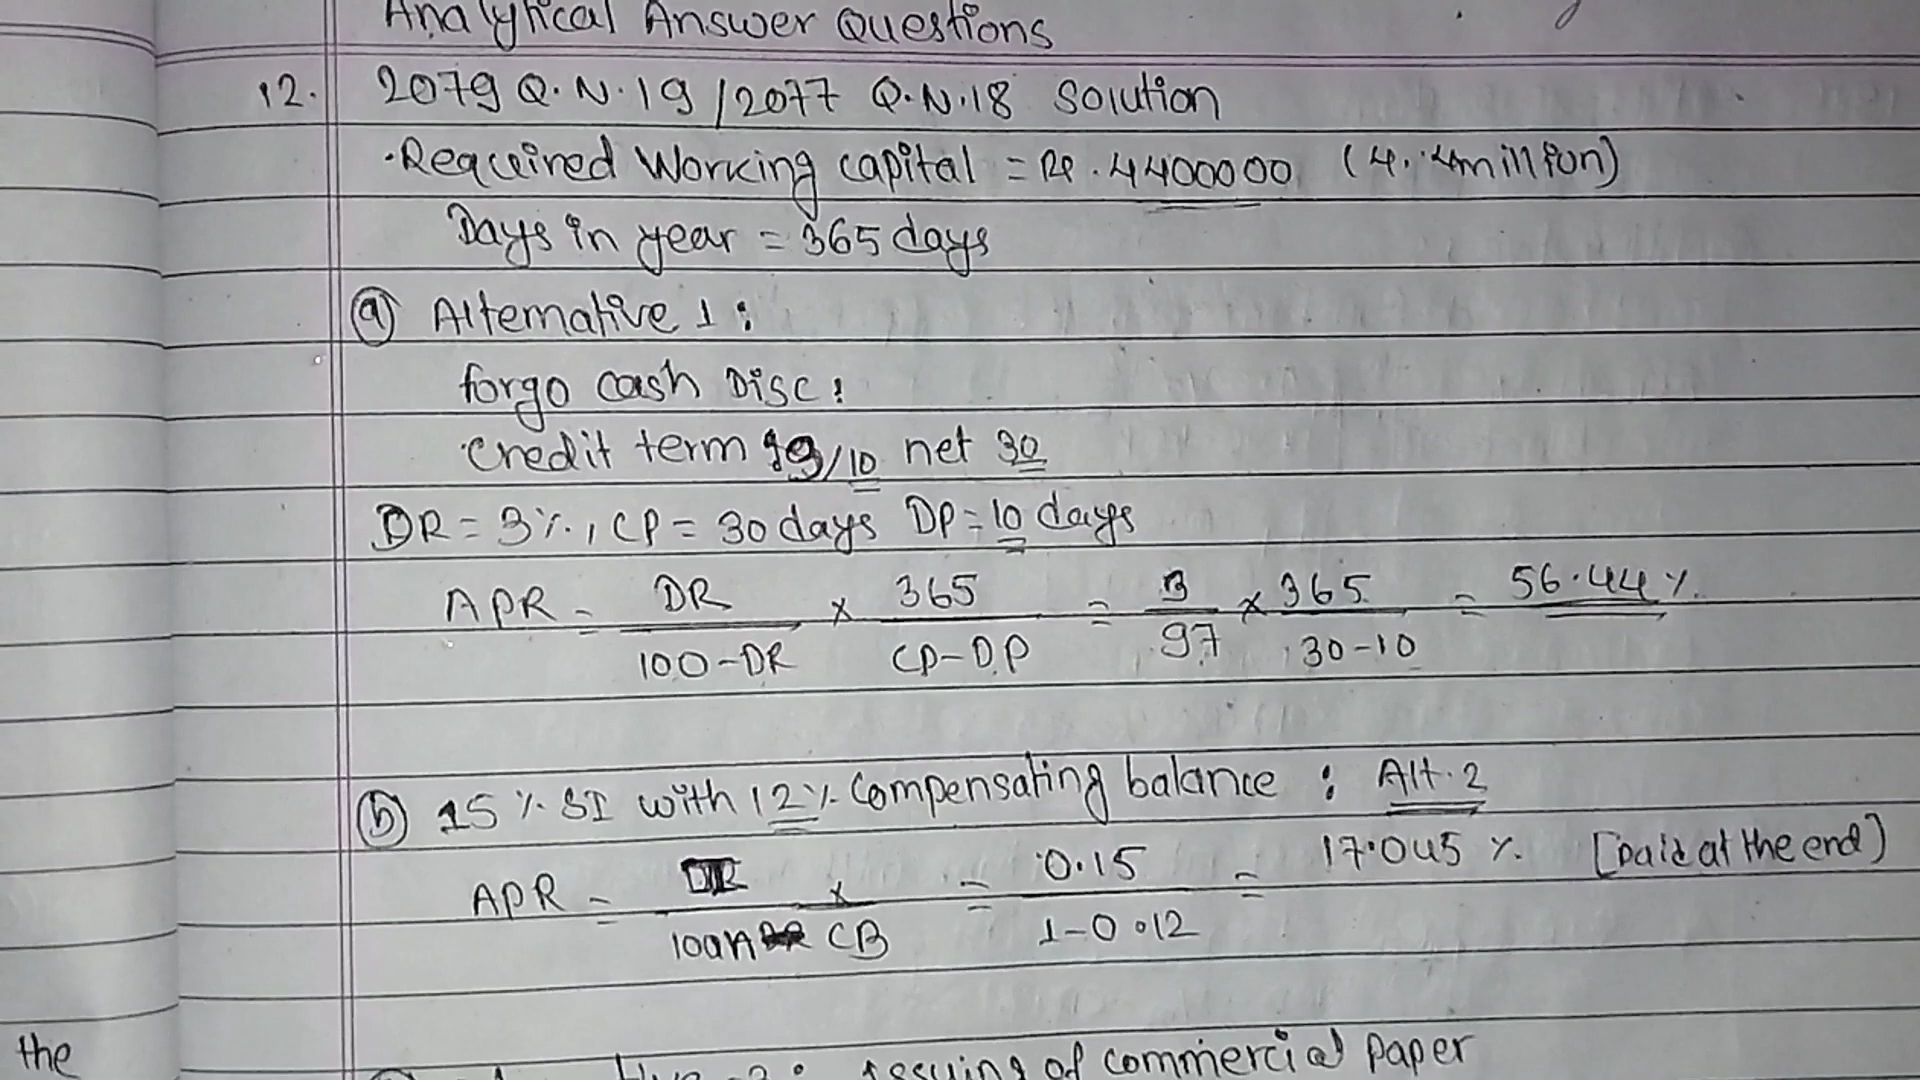 Analytical Answer Questions
12. 2079 Q.N.19 / 2077 Q.N.18 Solution
Required Working capital = Rs. 4400000 (4.4million)
Days in year = 365 days
(a) Alternative 1:
forgo cash Disc:
Credit term 3/10 net 30
DR = 3%, CP = 30 days DP = 10 days
APR = DR / 100-DR x 365 / CP-DP = 3 / 97 x 365 / 30-10 = 56.44%
(b) 15% SI with 12% Compensating balance : Alt. 2
APR = / CB = 0.15 / 1-0.12 = 17.045% [paid at the end]
the
issuing of commercial paper